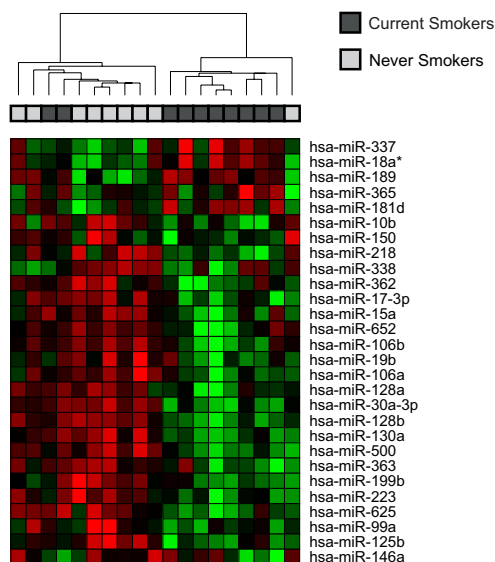 Current Smokers
Never Smokers
hsa-miR-337
hsa-miR-18a*
hsa-miR-189
hsa-miR-365
hsa-miR-181d
hsa-miR-10b
hsa-miR-150
hsa-miR-218
hsa-miR-338
hsa-miR-362
hsa-miR-17-3p
hsa-miR-15a
hsa-miR-652
hsa-miR-106b
hsa-miR-19b
hsa-miR-106a
hsa-miR-128a
hsa-miR-30a-3p
hsa-miR-128b
hsa-miR-130a
hsa-miR-500
hsa-miR-363
hsa-miR-199b
hsa-miR-223
hsa-miR-625
hsa-miR-99a
hsa-miR-125b
hsa-miR-146a